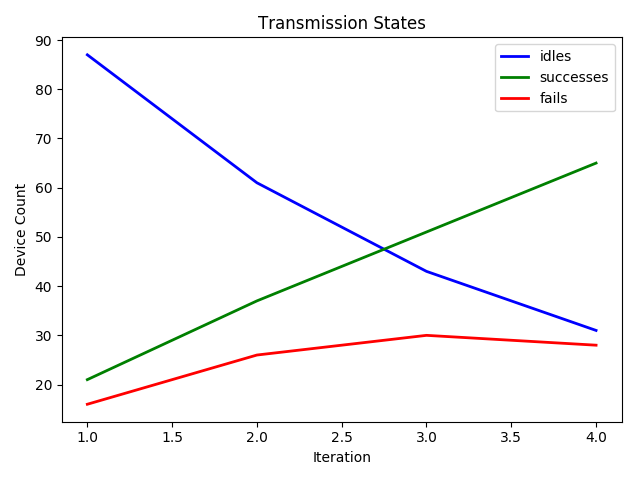 Transmission States
idles
successes
fails
Device Count
90
80
70
60
50
40
30
20
1.0 1.5 2.0 2.5 3.0 3.5 4.0
Iteration